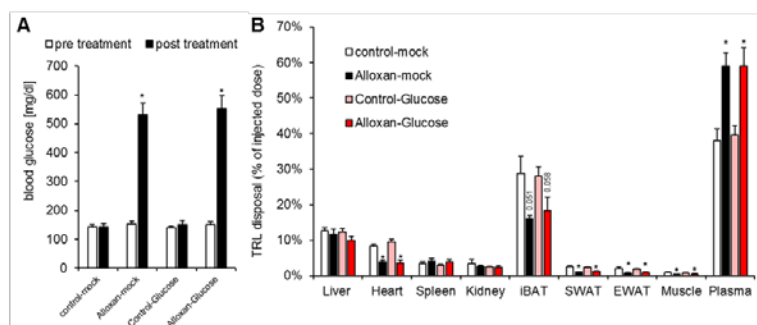 A
pre treatment post treatment
blood glucose [mg/dl]
700
600
500
400
300
200
100
0
*
*
control-mock
Alloxan-mock
Control-Glucose
Alloxan-Glucose
B
TRL disposal (% of injected dose)
70%
60%
50%
40%
30%
20%
10%
0%
control-mock
Alloxan-mock
Control-Glucose
Alloxan-Glucose
* *
0.051
0.058
* *
* *
* *
* *
Liver Heart Spleen Kidney iBAT SWAT EWAT Muscle Plasma